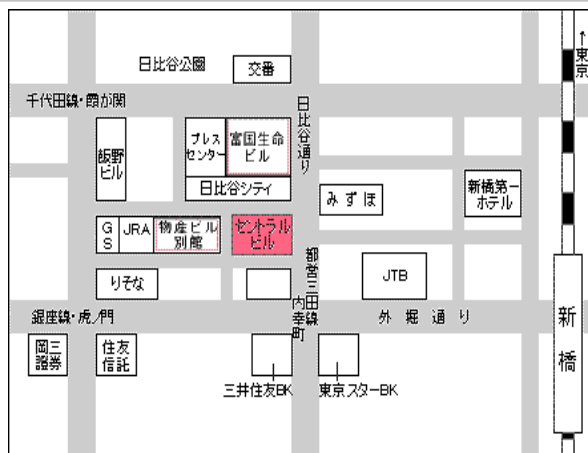 ↑東京
日比谷公園
交番
千代田線・霞が関
日比谷通り
飯野
ビル
プレス
センター
富国生命
ビル
日比谷シティ
みずほ
新橋第一
ホテル
GS
JRA
物産ビル
別館
セントラル
ビル
都営三田線
内幸町
りそな
JTB
銀座線・虎ノ門
外堀通り
新橋
岡三
證券
住友
信託
三井住友BK
東京スターBK